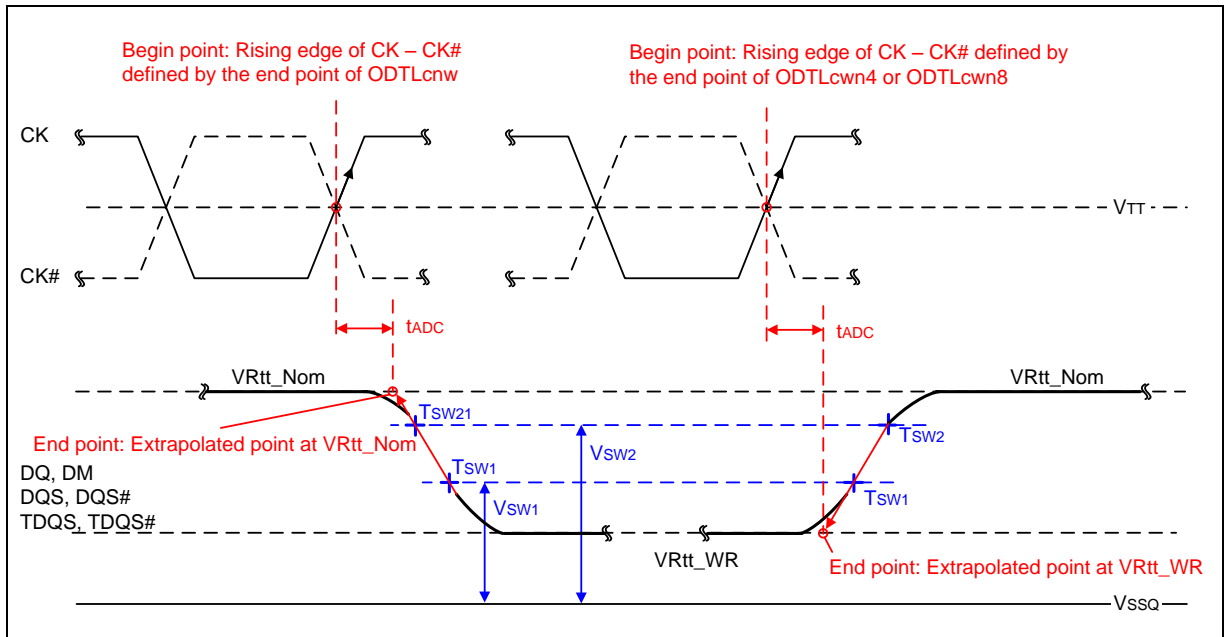 Begin point: Rising edge of CK – CK#
defined by the end point of ODTLcnw
Begin point: Rising edge of CK – CK# defined by
the end point of ODTLcwn4 or ODTLcwn8
CK
VTT
CK#
tADC
tADC
VRtt_Nom
VRtt_Nom
TSW21
End point: Extrapolated point at VRtt_Nom
TSW2
VSW2
DQ, DM
TSW1
DQS, DQS#
VSW1
TSW1
TDQS, TDQS#
VRtt_WR
End point: Extrapolated point at VRtt_WR
VSSQ